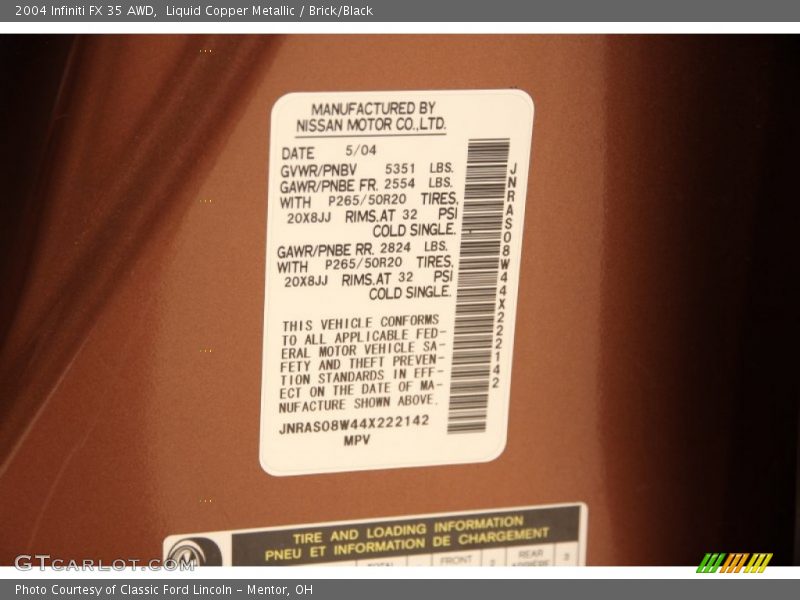 2004 Infiniti FX 35 AWD,  Liquid Copper Metallic / Brick/Black
MANUFACTURED BY
NISSAN MOTOR CO.,LTD.
DATE 5/04
GVWR/PNBV 5351 LBS.
GAWR/PNBE FR. 2554 LBS.
WITH P265/50R20 TIRES,
20X8JJ RIMS,AT 32 PSI
COLD SINGLE.
GAWR/PNBE RR. 2824 LBS.
WITH P265/50R20 TIRES,
20X8JJ RIMS,AT 32 PSI
COLD SINGLE.
THIS VEHICLE CONFORMS
TO ALL APPLICABLE FED-
ERAL MOTOR VEHICLE SA-
FETY AND THEFT PREVEN-
TION STANDARDS IN EFF-
ECT ON THE DATE OF MA-
NUFACTURE SHOWN ABOVE.
JNRAS08W44X222142
MPV
JNRAS08W44X222142
TIRE AND LOADING INFORMATION
PNEU ET INFORMATION DE CHARGEMENT
TOTAL FRONT 2 REAR 3
GTCARLOT.COM
Photo Courtesy of Classic Ford Lincoln - Mentor, OH